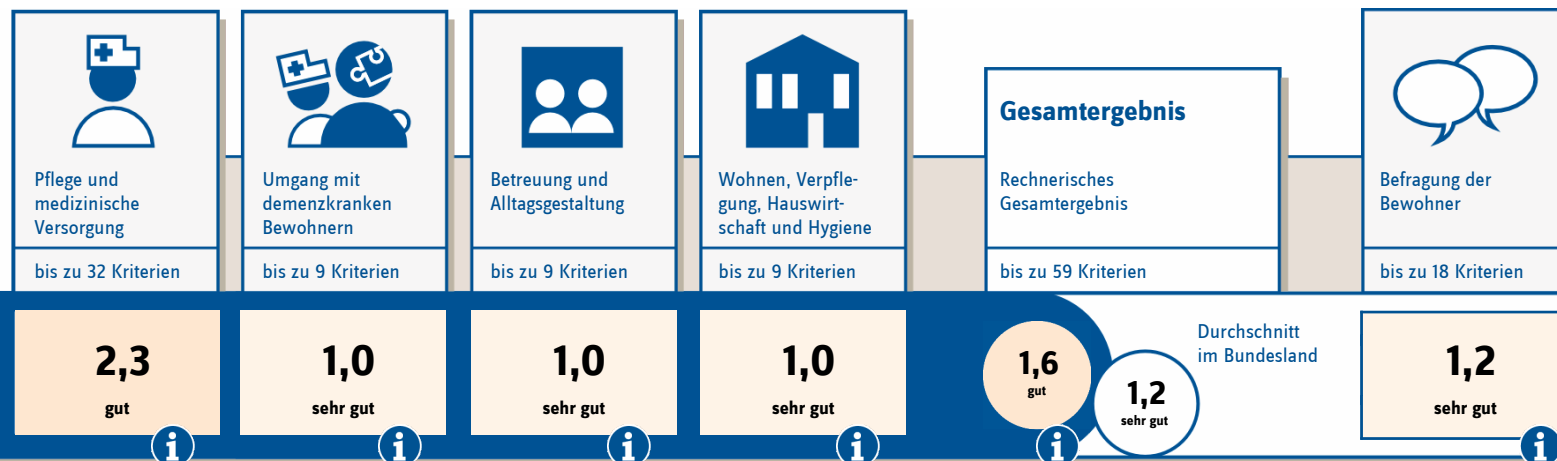 Pflege und
medizinische
Versorgung
bis zu 32 Kriterien
2,3
gut
i
Umgang mit
demenzkranken
Bewohnern
bis zu 9 Kriterien
1,0
sehr gut
i
Betreuung und
Alltagsgestaltung
bis zu 9 Kriterien
1,0
sehr gut
i
Wohnen, Verpfle-
gung, Hauswirt-
schaft und Hygiene
bis zu 9 Kriterien
1,0
sehr gut
i
Gesamtergebnis
Rechnerisches
Gesamtergebnis
bis zu 59 Kriterien
1,6
gut
i
Durchschnitt
im Bundesland
1,2
sehr gut
Befragung der
Bewohner
bis zu 18 Kriterien
1,2
sehr gut
i